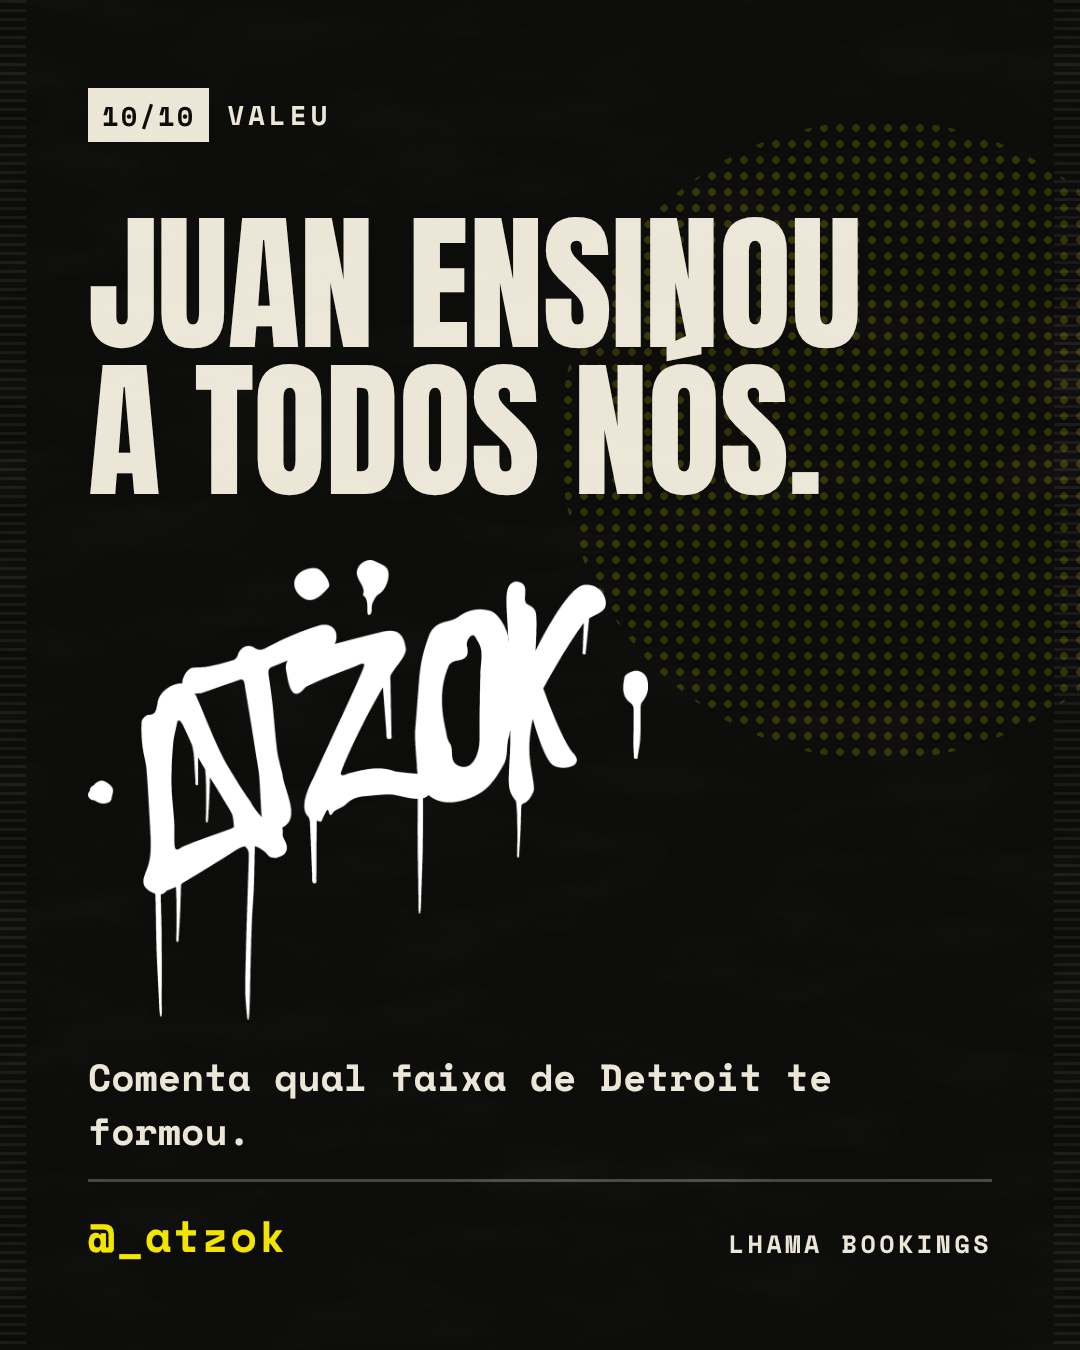 10/10 VALEU
JUAN ENSINOU
A TODOS NÓS.
ATZOK
Comenta qual faixa de Detroit te
formou.
@_atzok
LHAMA BOOKINGS